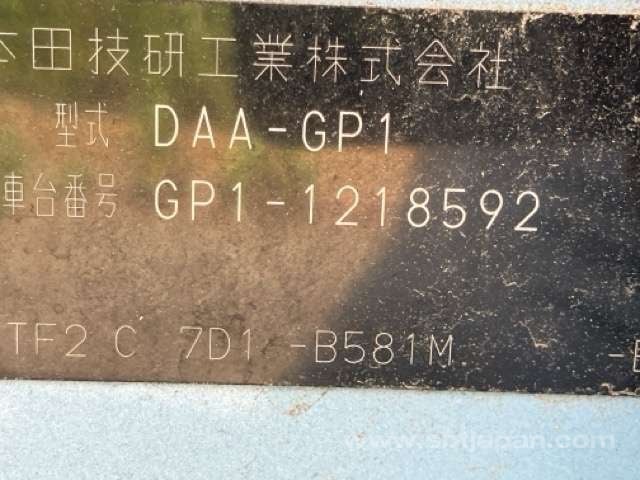 本田技研工業株式会社
型式 DAA-GP1
車台番号 GP1-1218592
TF2 C 7D1 -B581M -
www.sbtjapan.com